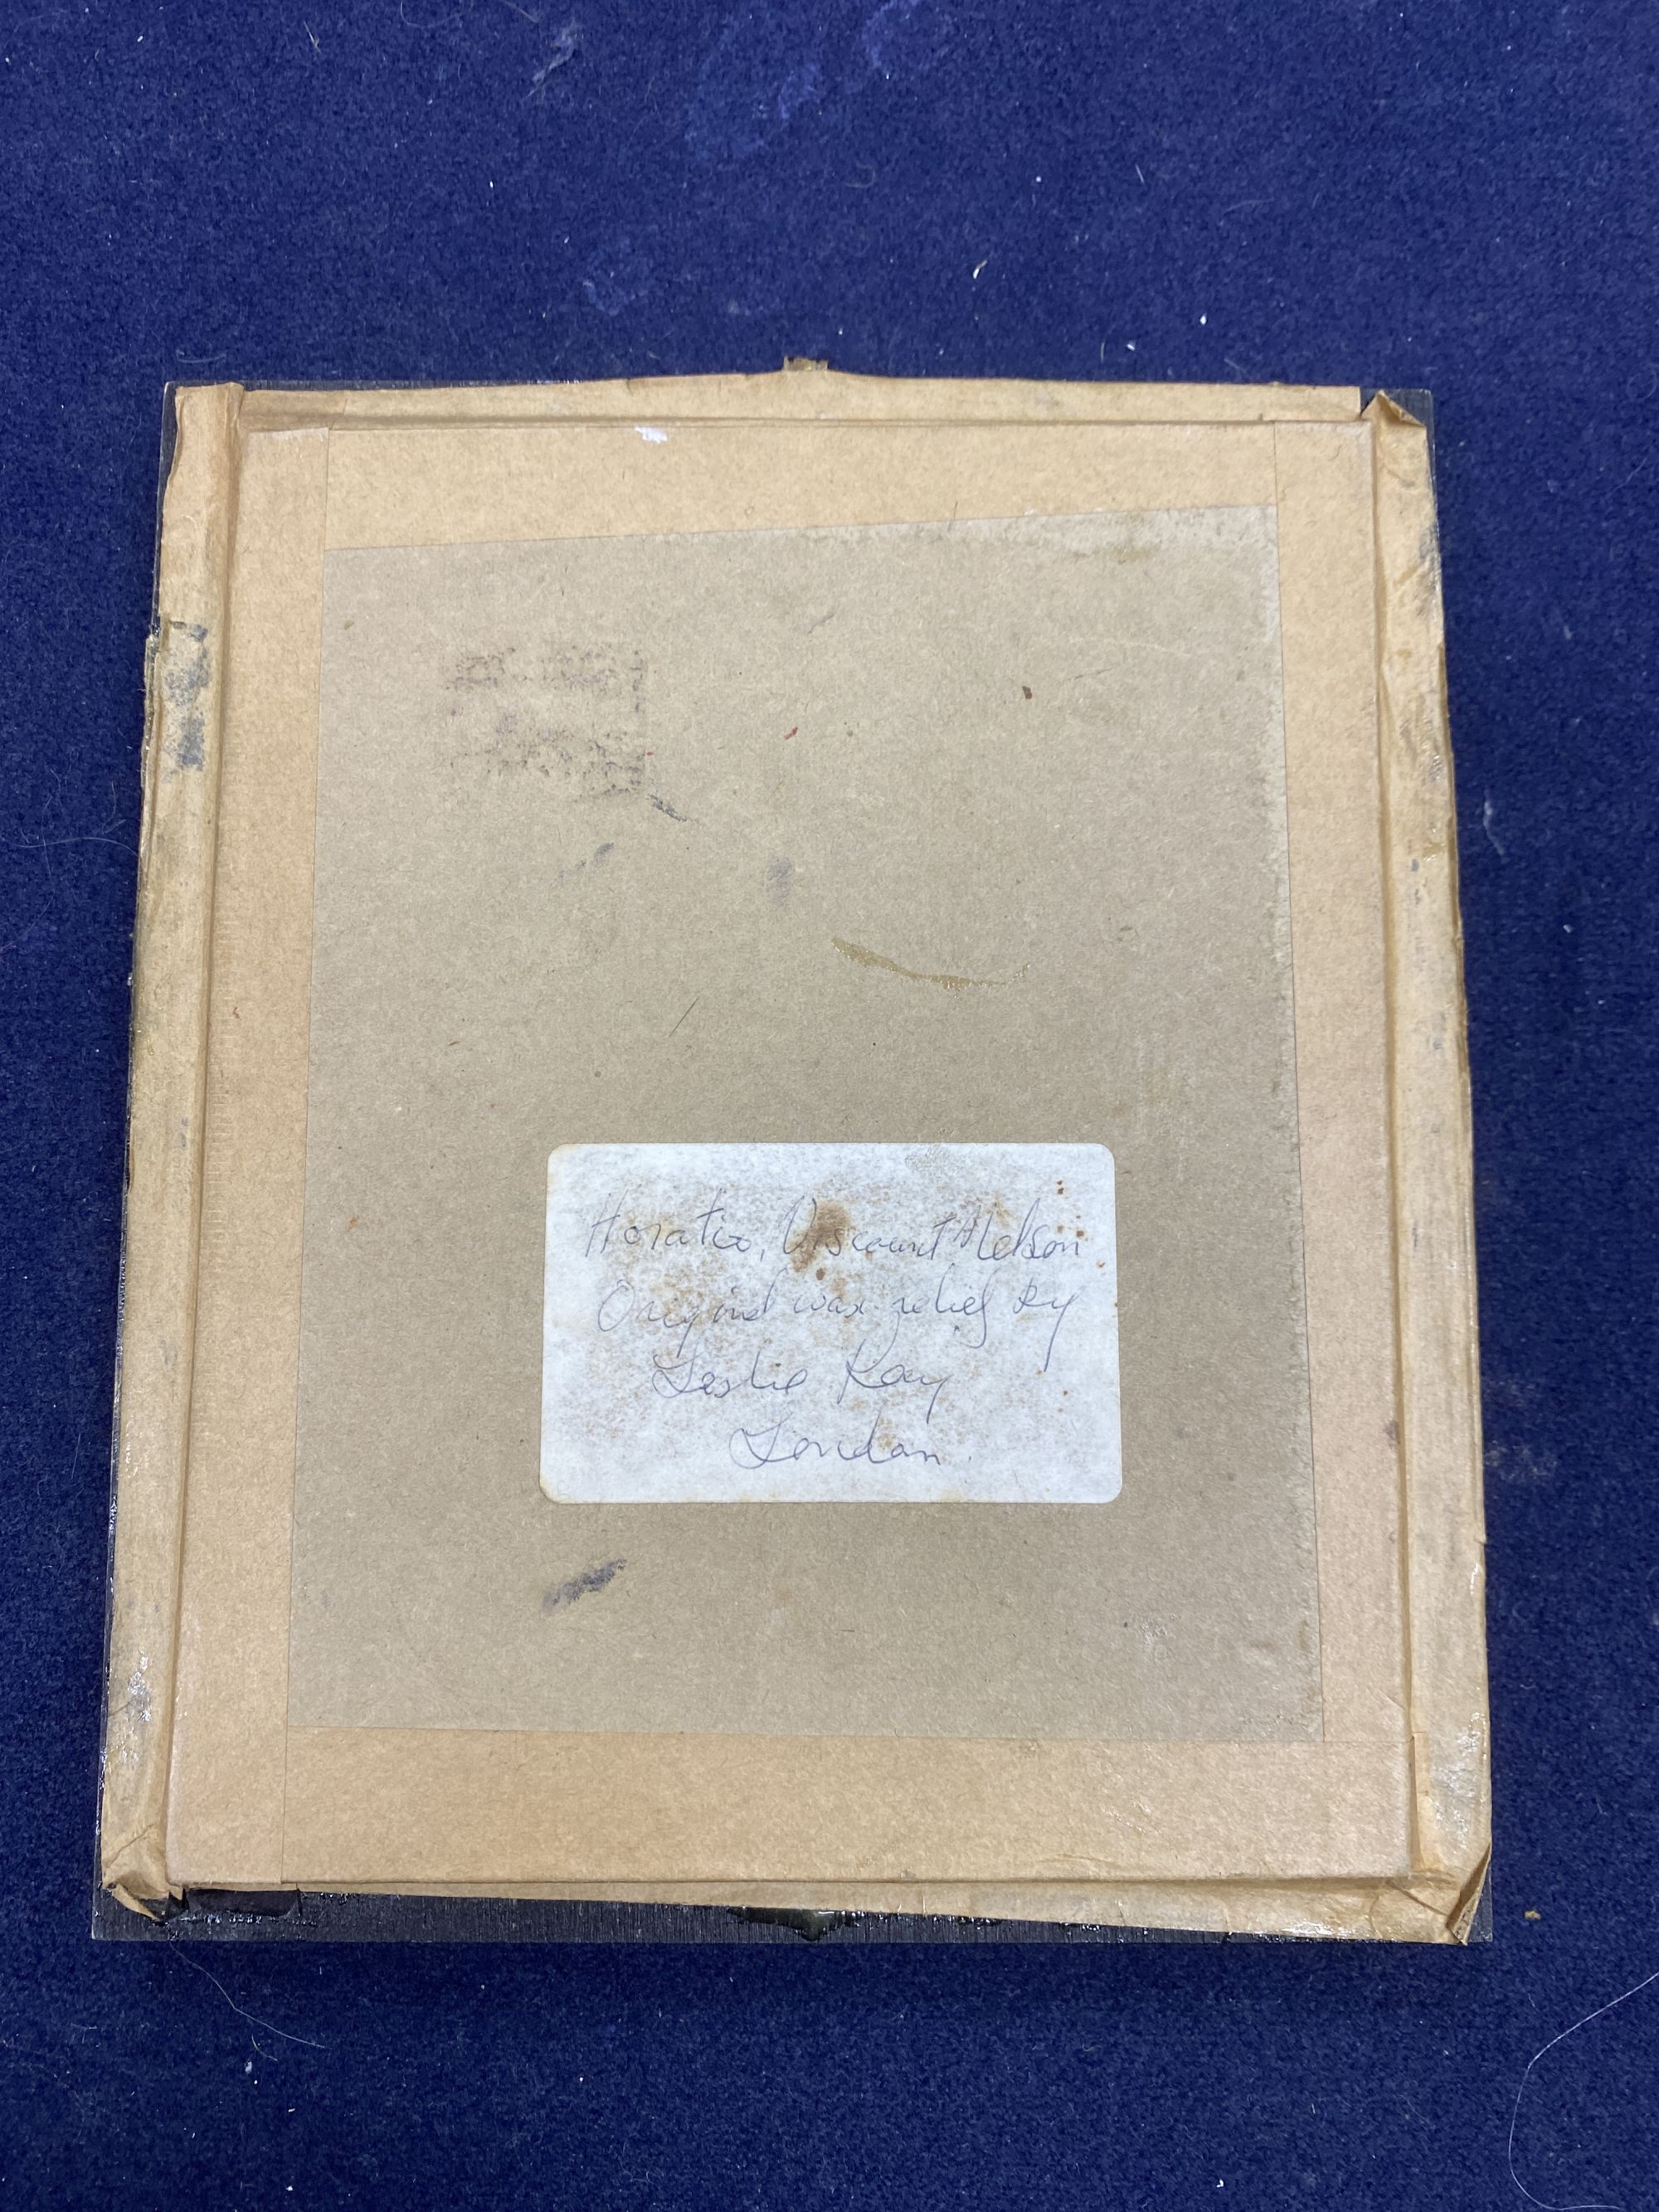 Horatio, Viscount Nelson
Original wax relief by
Leslie Ray
London.